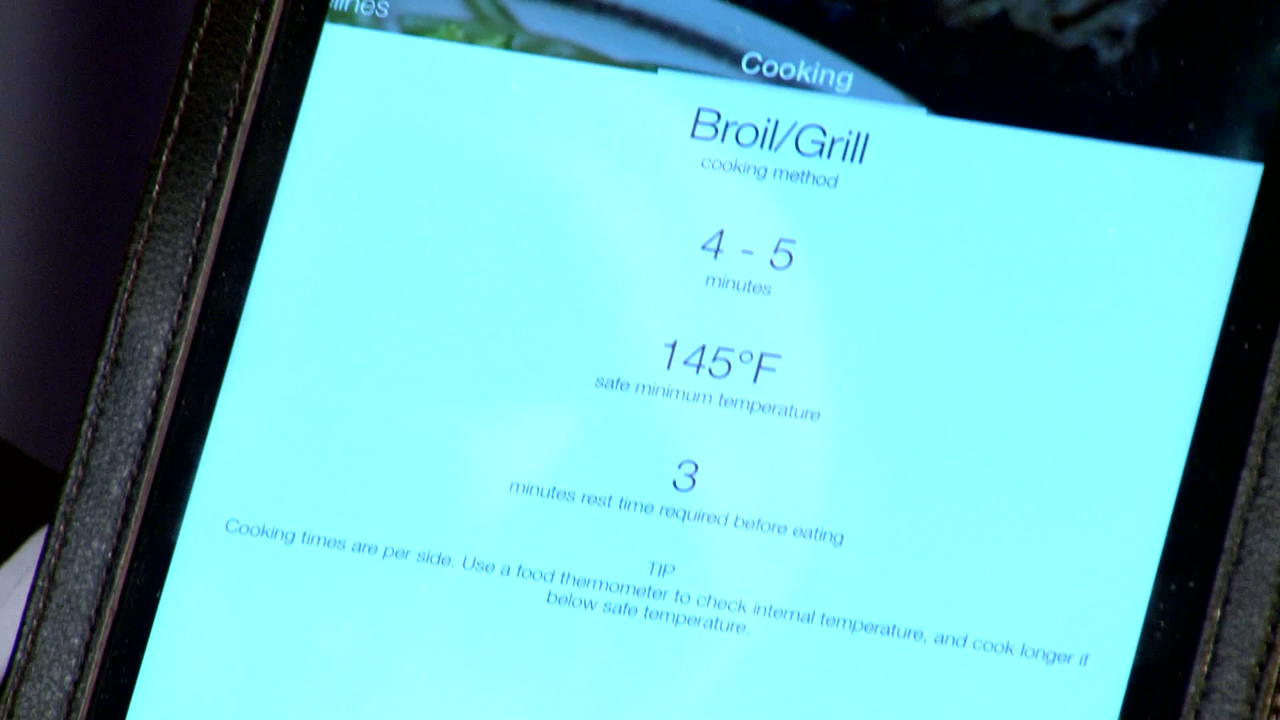 Cooking
Broil/Grill
cooking method
4 - 5
minutes
145°F
safe minimum temperature
3
minutes rest time required before eating
TIP
Cooking times are per side. Use a food thermometer to check internal temperature, and cook longer if
below safe temperature.